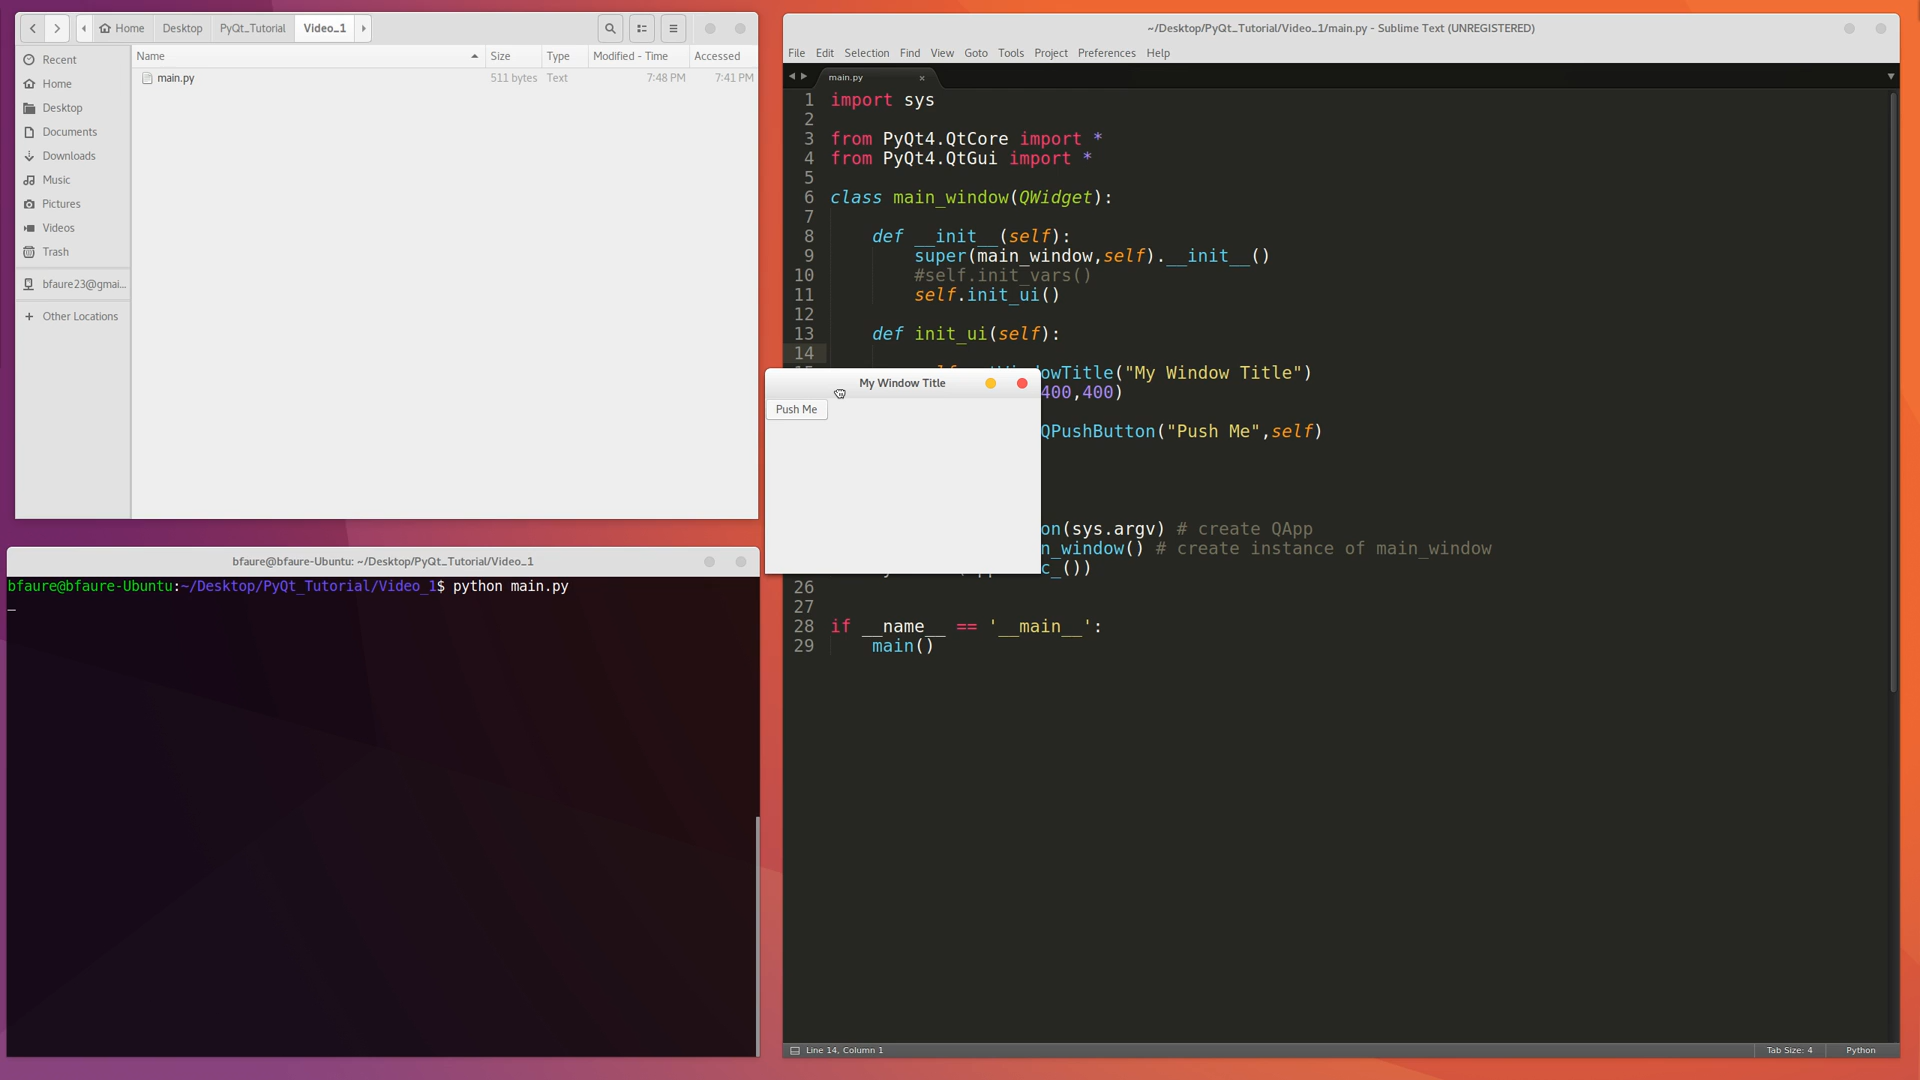 Home Desktop PyQt_Tutorial Video_1
Name Size Type Modified - Time Accessed
main.py 511 bytes Text 7:48 PM 7:41 PM
Recent
Home
Desktop
Documents
Downloads
Music
Pictures
Videos
Trash
bfaure23@gmai...
Other Locations
bfaure@bfaure-Ubuntu: ~/Desktop/PyQt_Tutorial/Video_1
bfaure@bfaure-Ubuntu:~/Desktop/PyQt_Tutorial/Video_1$ python main.py
~/Desktop/PyQt_Tutorial/Video_1/main.py - Sublime Text (UNREGISTERED)
File Edit Selection Find View Goto Tools Project Preferences Help
main.py
1 import sys
2
3 from PyQt4.QtCore import *
4 from PyQt4.QtGui import *
5
6 class main_window(QWidget):
7
8 def __init__(self):
9 super(main_window,self).__init__()
10 #self.init_vars()
11 self.init_ui()
12
13 def init_ui(self):
14
owTitle("My Window Title")
400,400)
QPushButton("Push Me",self)
on(sys.argv) # create QApp
n_window() # create instance of main_window
c_())
26
27
28 if __name__ == '__main__':
29 main()
My Window Title
Push Me
Line 14, Column 1 Tab Size: 4 Python